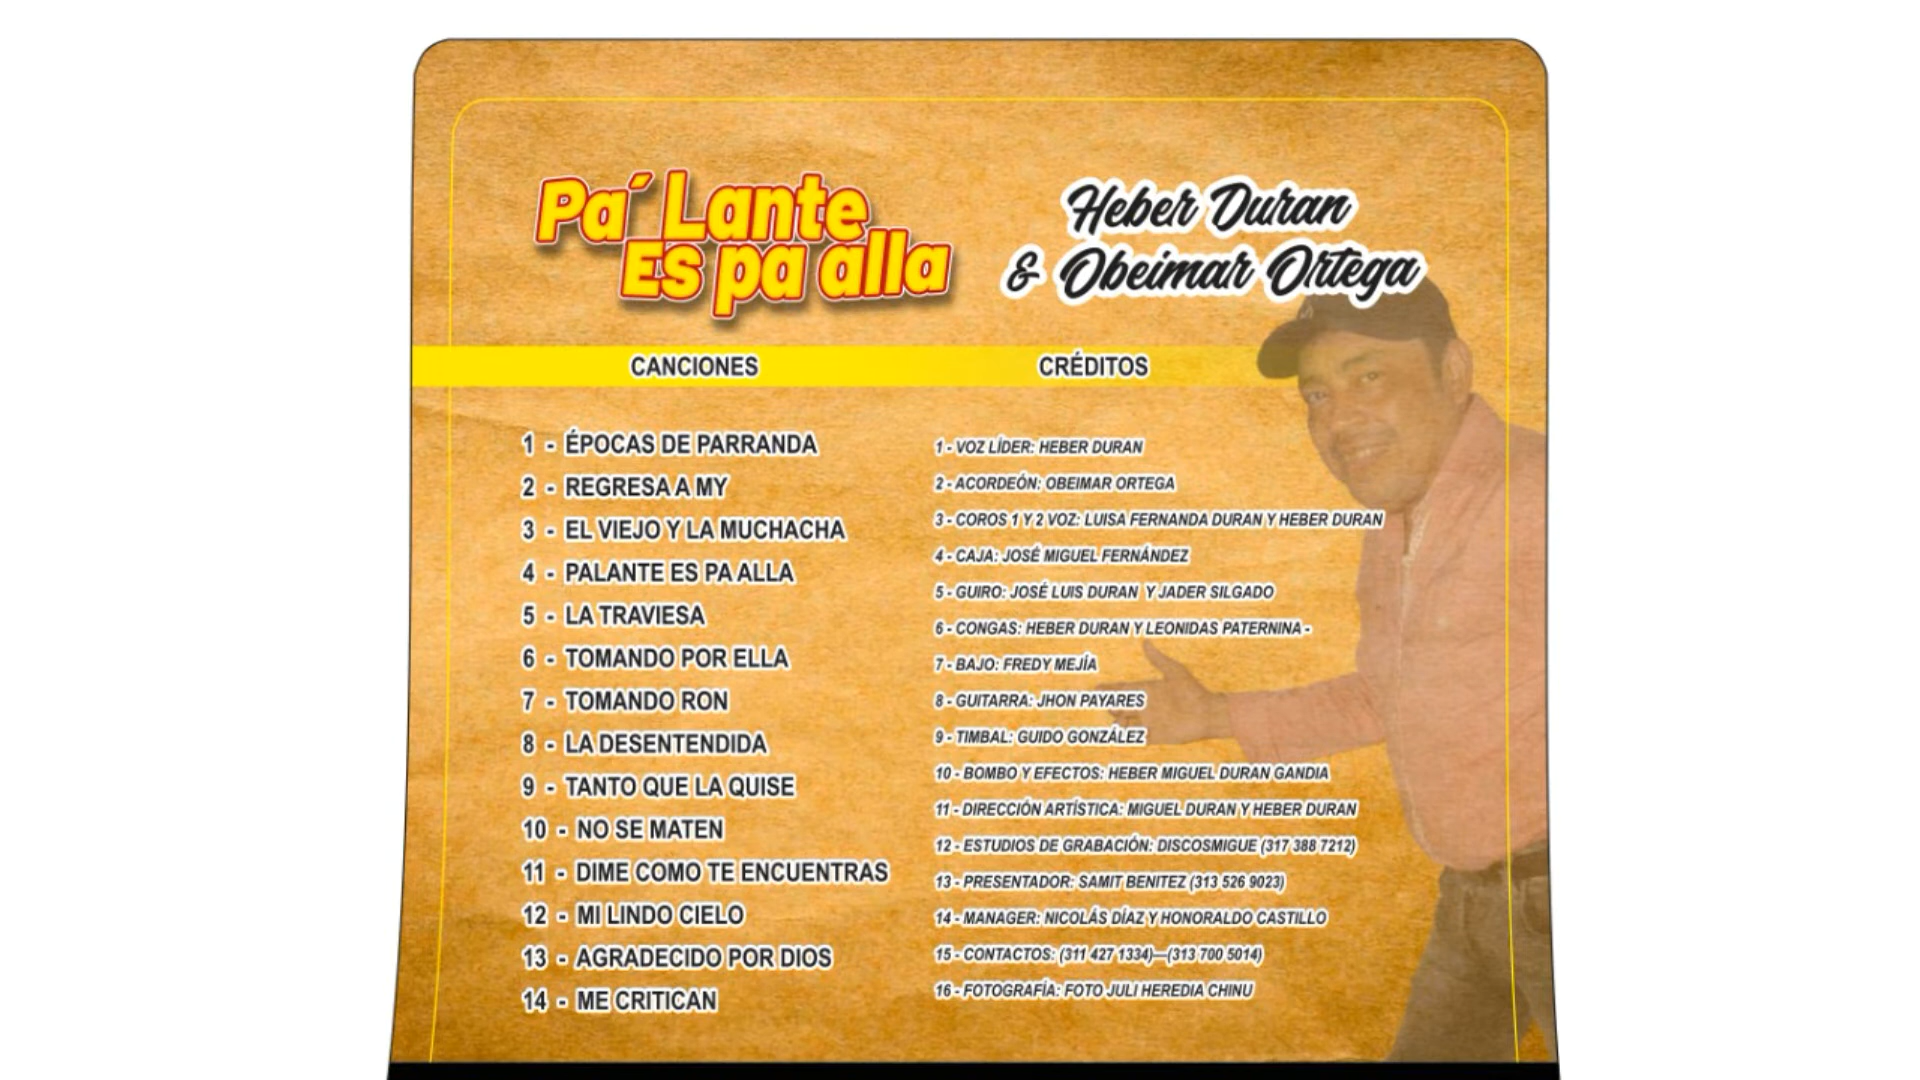 Pa´Lante
Es pa alla
Heber Duran
& Obeimar Ortega
CANCIONES
1 - ÉPOCAS DE PARRANDA
2 - REGRESA A MY
3 - EL VIEJO Y LA MUCHACHA
4 - PALANTE ES PA ALLA
5 - LA TRAVIESA
6 - TOMANDO POR ELLA
7 - TOMANDO RON
8 - LA DESENTENDIDA
9 - TANTO QUE LA QUISE
10 - NO SE MATEN
11 - DIME COMO TE ENCUENTRAS
12 - MI LINDO CIELO
13 - AGRADECIDO POR DIOS
14 - ME CRITICAN
CRÉDITOS
1 - VOZ LÍDER: HEBER DURAN
2 - ACORDEÓN: OBEIMAR ORTEGA
3 - COROS 1 Y 2 VOZ: LUISA FERNANDA DURAN Y HEBER DURAN
4 - CAJA: JOSÉ MIGUEL FERNÁNDEZ
5 - GUIRO: JOSÉ LUIS DURAN Y JADER SILGADO
6 - CONGAS: HEBER DURAN Y LEONIDAS PATERNINA -
7 - BAJO: FREDY MEJÍA
8 - GUITARRA: JHON PAYARES
9 - TIMBAL: GUIDO GONZÁLEZ
10 - BOMBO Y EFECTOS: HEBER MIGUEL DURAN GANDIA
11 - DIRECCIÓN ARTÍSTICA: MIGUEL DURAN Y HEBER DURAN
12 - ESTUDIOS DE GRABACIÓN: DISCOSMIGUE (317 388 7212)
13 - PRESENTADOR: SAMIT BENITEZ (313 526 9023)
14 - MANAGER: NICOLÁS DÍAZ Y HONORALDO CASTILLO
15 - CONTACTOS: (311 427 1334)—(313 700 5014)
16 - FOTOGRAFÍA: FOTO JULI HEREDIA CHINU